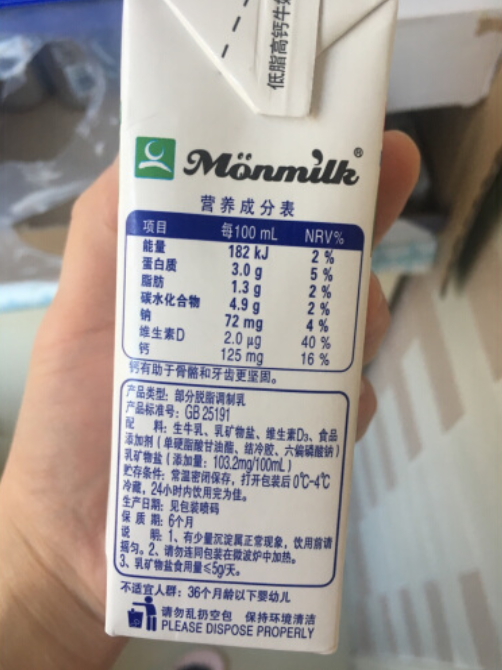 低脂高钙牛
Mönmilk®
营养成分表
项目 每100 mL NRV%
能量 182 kJ 2 %
蛋白质 3.0 g 5 %
脂肪 1.3 g 2 %
碳水化合物 4.9 g 2 %
钠 72 mg 4 %
维生素D 2.0 μg 40 %
钙 125 mg 16 %
钙有助于骨骼和牙齿更坚固。
产品类型: 部分脱脂调制乳
产品标准号: GB 25191
配 料: 生牛乳、乳矿物盐、维生素D₃、食品
添加剂 (单硬脂酸甘油酯、结冷胶、六偏磷酸钠)
乳矿物盐 (添加量: 103.2mg/100mL)
贮存条件: 常温密闭保存, 打开包装后 0℃-4℃
冷藏, 24小时内饮用完为佳。
生产日期: 见包装喷码
保 质 期: 6个月
说 明: 1、有少量沉淀属正常现象, 饮用前请
摇匀。2、请勿连同包装在微波炉中加热。
3、乳矿物盐食用量≤5g/天。
不适宜人群: 36个月龄以下婴幼儿
请勿乱扔空包 保持环境清洁
PLEASE DISPOSE PROPERLY